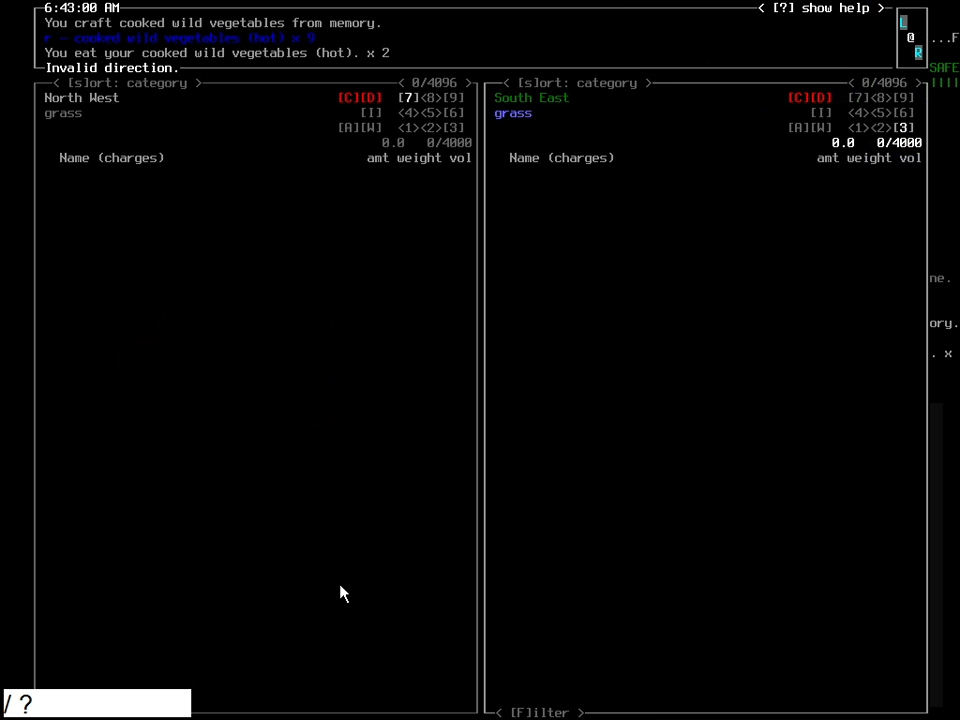 6:43:00 AM < [?] show help >
You craft cooked wild vegetables from memory.
r - cooked wild vegetables (hot) x 9
You eat your cooked wild vegetables (hot). x 2
Invalid direction.
L
@
R
...F
SAFE
< [s]ort: category > < 0/4096 >
North West [C][D] [7]<8>[9]
grass [I] <4><5>[6]
[A][W] <1><2>[3]
0.0 0/4000
Name (charges) amt weight vol
< [s]ort: category > < 0/4096 >
South East [C][D] [7]<8>[9]
grass [I] <4><5>[6]
[A][W] <1><2>[3]
0.0 0/4000
Name (charges) amt weight vol
ne.
ory.
. x
< [F]ilter >
/ ?